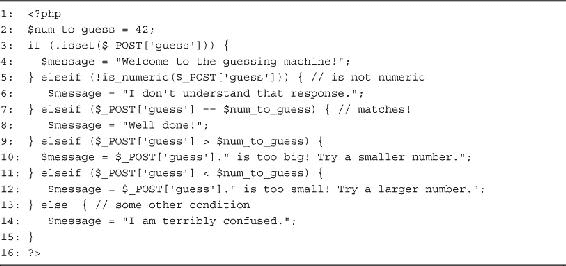 1: <?php
2: $num_to_guess = 42;
3: if (!isset($_POST['guess'])) {
4: $message = "Welcome to the guessing machine!";
5: } elseif (!is_numeric($_POST['guess'])) { // is not numeric
6: $message = "I don't understand that response.";
7: } elseif ($_POST['guess'] == $num_to_guess) { // matches!
8: $message = "Well done!";
9: } elseif ($_POST['guess'] > $num_to_guess) {
10: $message = $_POST['guess']." is too big! Try a smaller number.";
11: } elseif ($_POST['guess'] < $num_to_guess) {
12: $message = $_POST['guess']." is too small! Try a larger number.";
13: } else { // some other condition
14: $message = "I am terribly confused.";
15: }
16: ?>